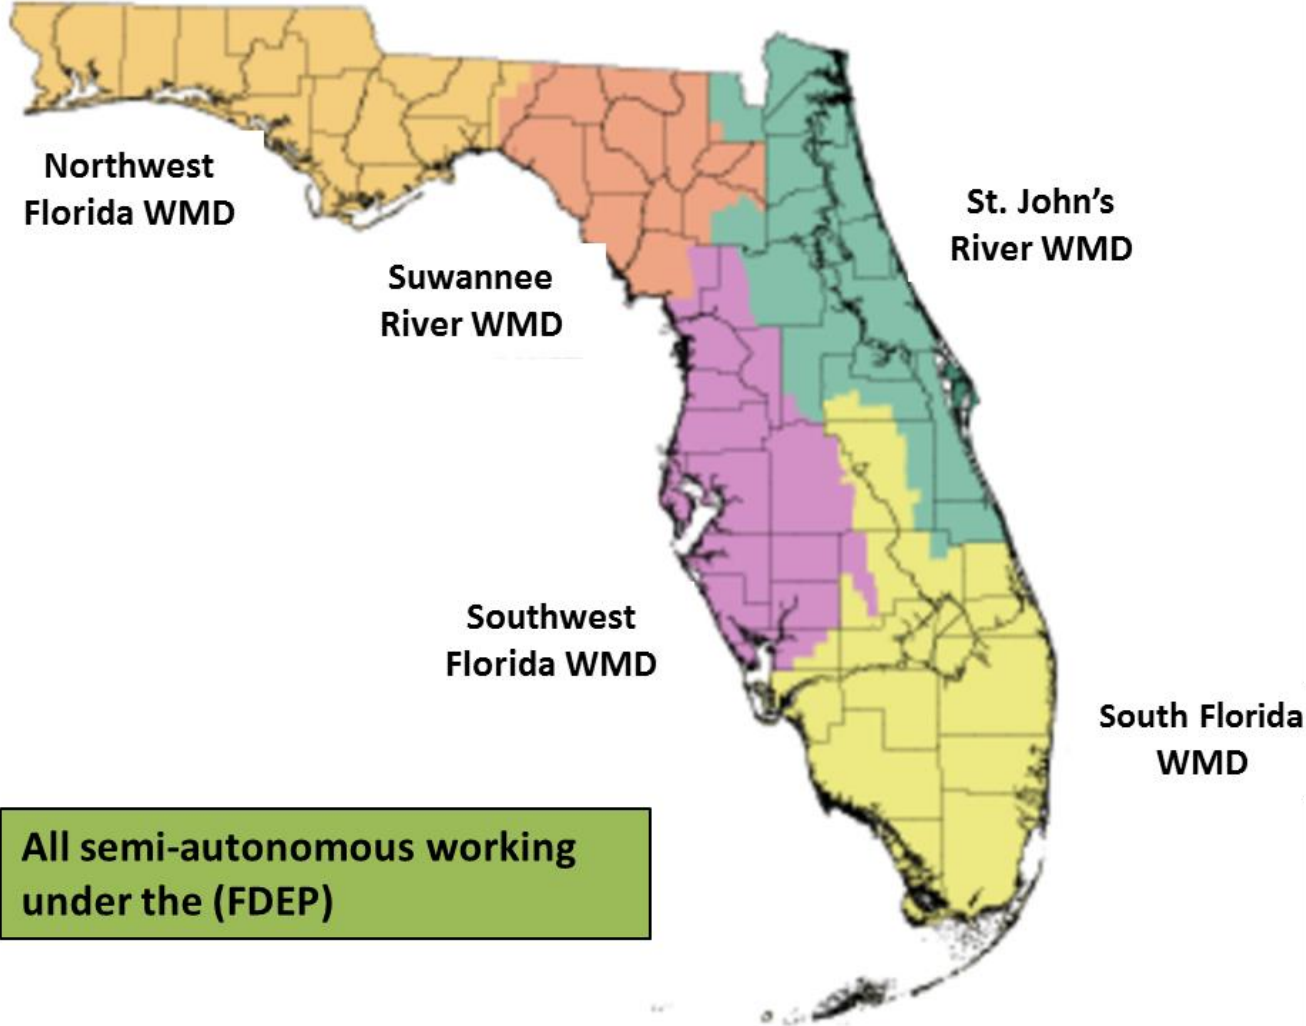 Northwest
Florida WMD
Suwannee
River WMD
St. John’s
River WMD
Southwest
Florida WMD
South Florida
WMD
All semi-autonomous working
under the (FDEP)